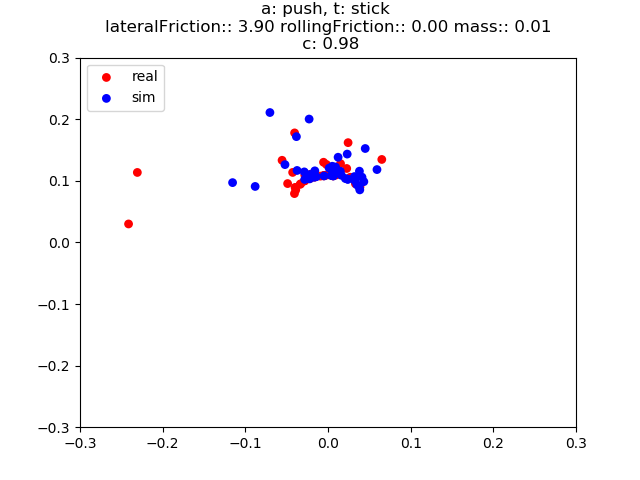 a: push, t: stick
lateralFriction:: 3.90 rollingFriction:: 0.00 mass:: 0.01
c: 0.98
real
sim
0.3
0.2
0.1
0.0
−0.1
−0.2
−0.3
−0.3 −0.2 −0.1 0.0 0.1 0.2 0.3